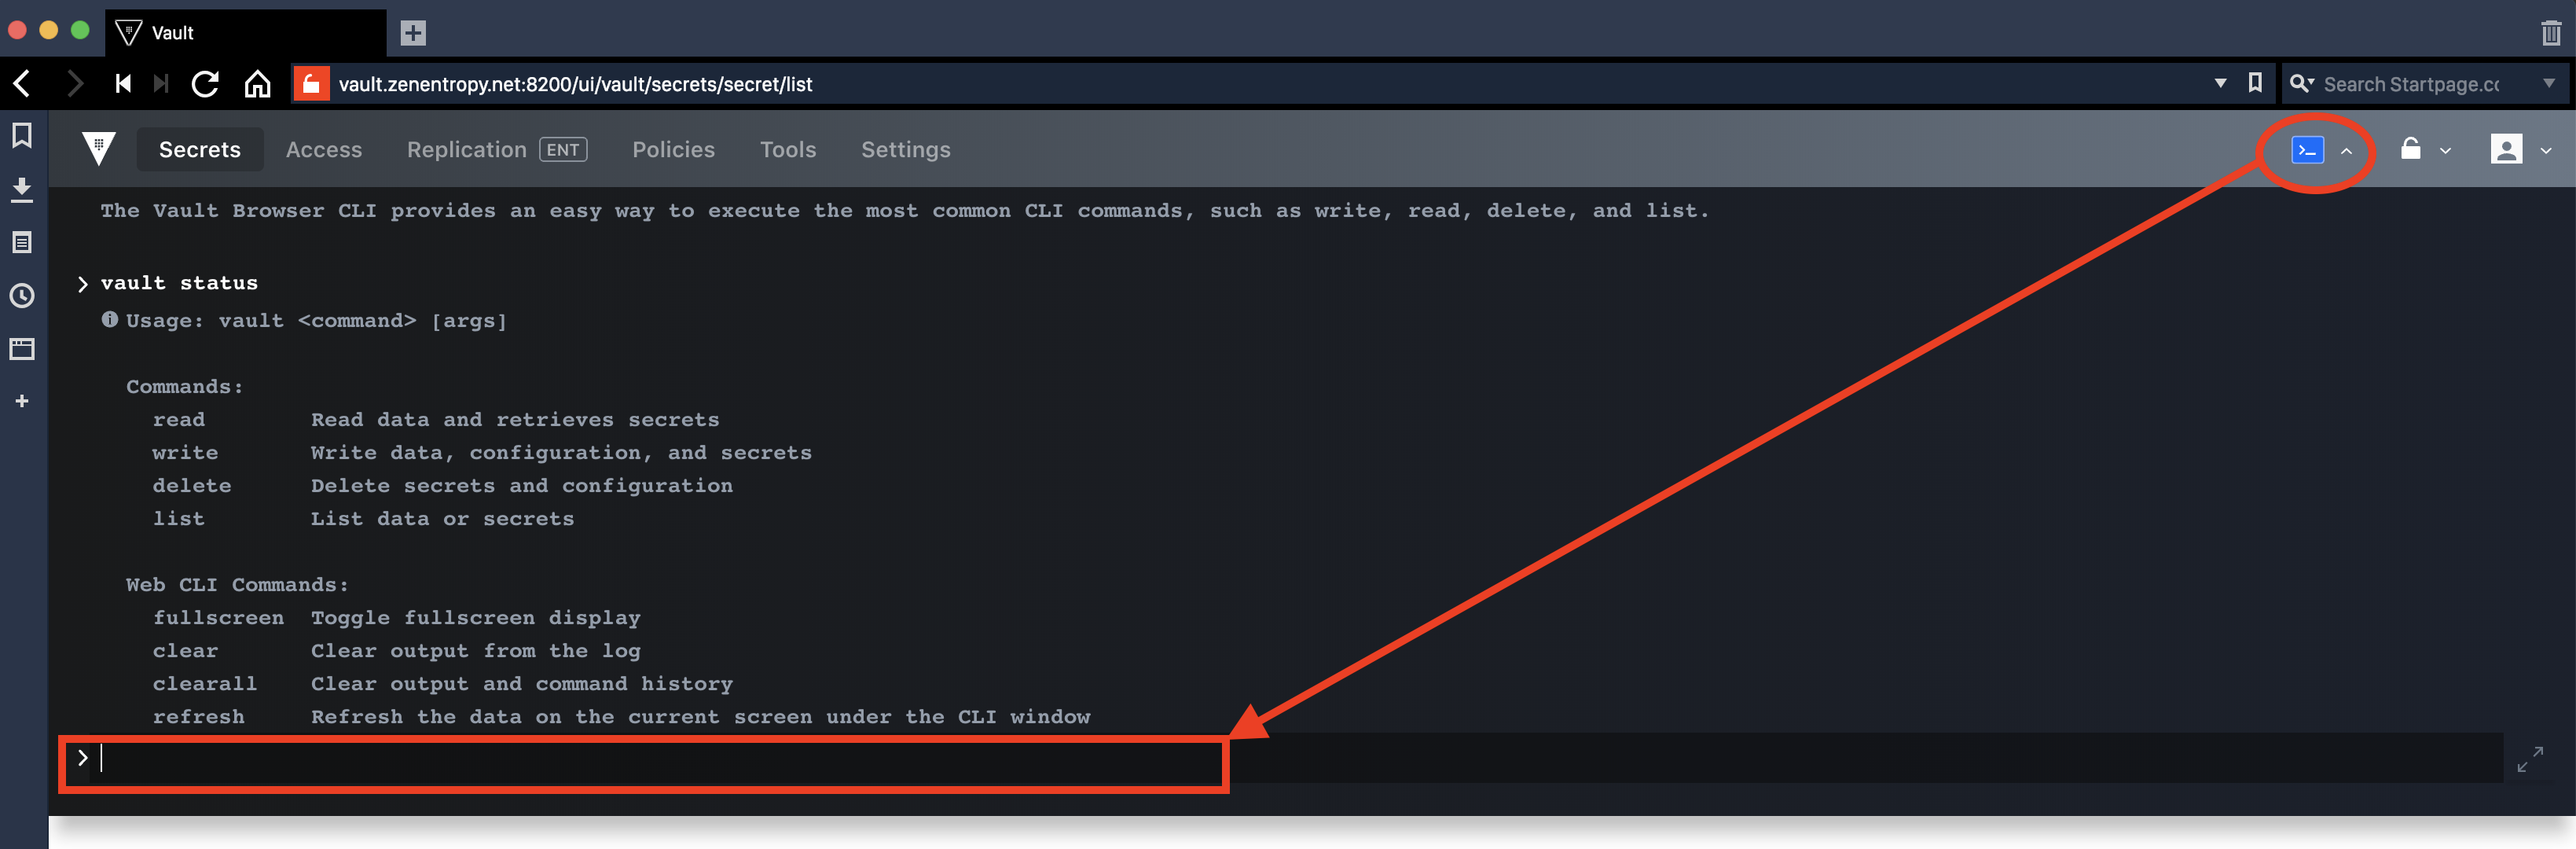 Vault
vault.zenentropy.net:8200/ui/vault/secrets/secret/list
Search Startpage.cc
Secrets Access Replication ENT Policies Tools Settings
The Vault Browser CLI provides an easy way to execute the most common CLI commands, such as write, read, delete, and list.
vault status
Usage: vault <command> [args]
Commands:
read Read data and retrieves secrets
write Write data, configuration, and secrets
delete Delete secrets and configuration
list List data or secrets
Web CLI Commands:
fullscreen Toggle fullscreen display
clear Clear output from the log
clearall Clear output and command history
refresh Refresh the data on the current screen under the CLI window